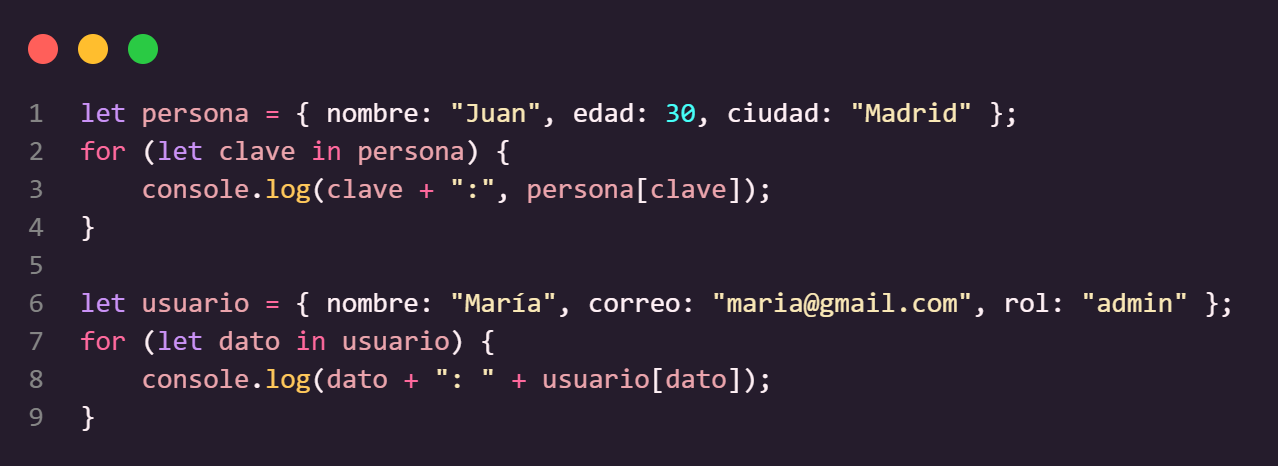 1 let persona = { nombre: "Juan", edad: 30, ciudad: "Madrid" };
2 for (let clave in persona) {
3     console.log(clave + ":", persona[clave]);
4 }
5
6 let usuario = { nombre: "María", correo: "maria@gmail.com", rol: "admin" };
7 for (let dato in usuario) {
8     console.log(dato + ": " + usuario[dato]);
9 }